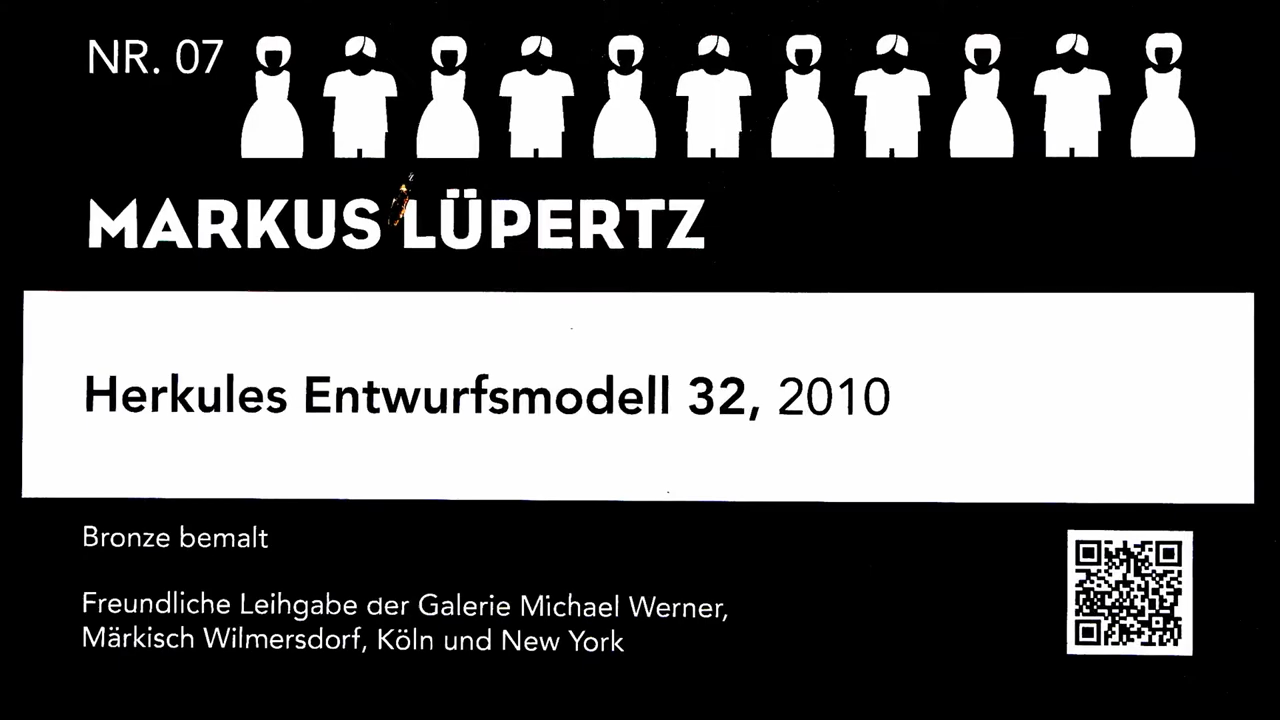 NR. 07
MARKUS LÜPERTZ
Herkules Entwurfsmodell 32, 2010
Bronze bemalt
Freundliche Leihgabe der Galerie Michael Werner,
Märkisch Wilmersdorf, Köln und New York